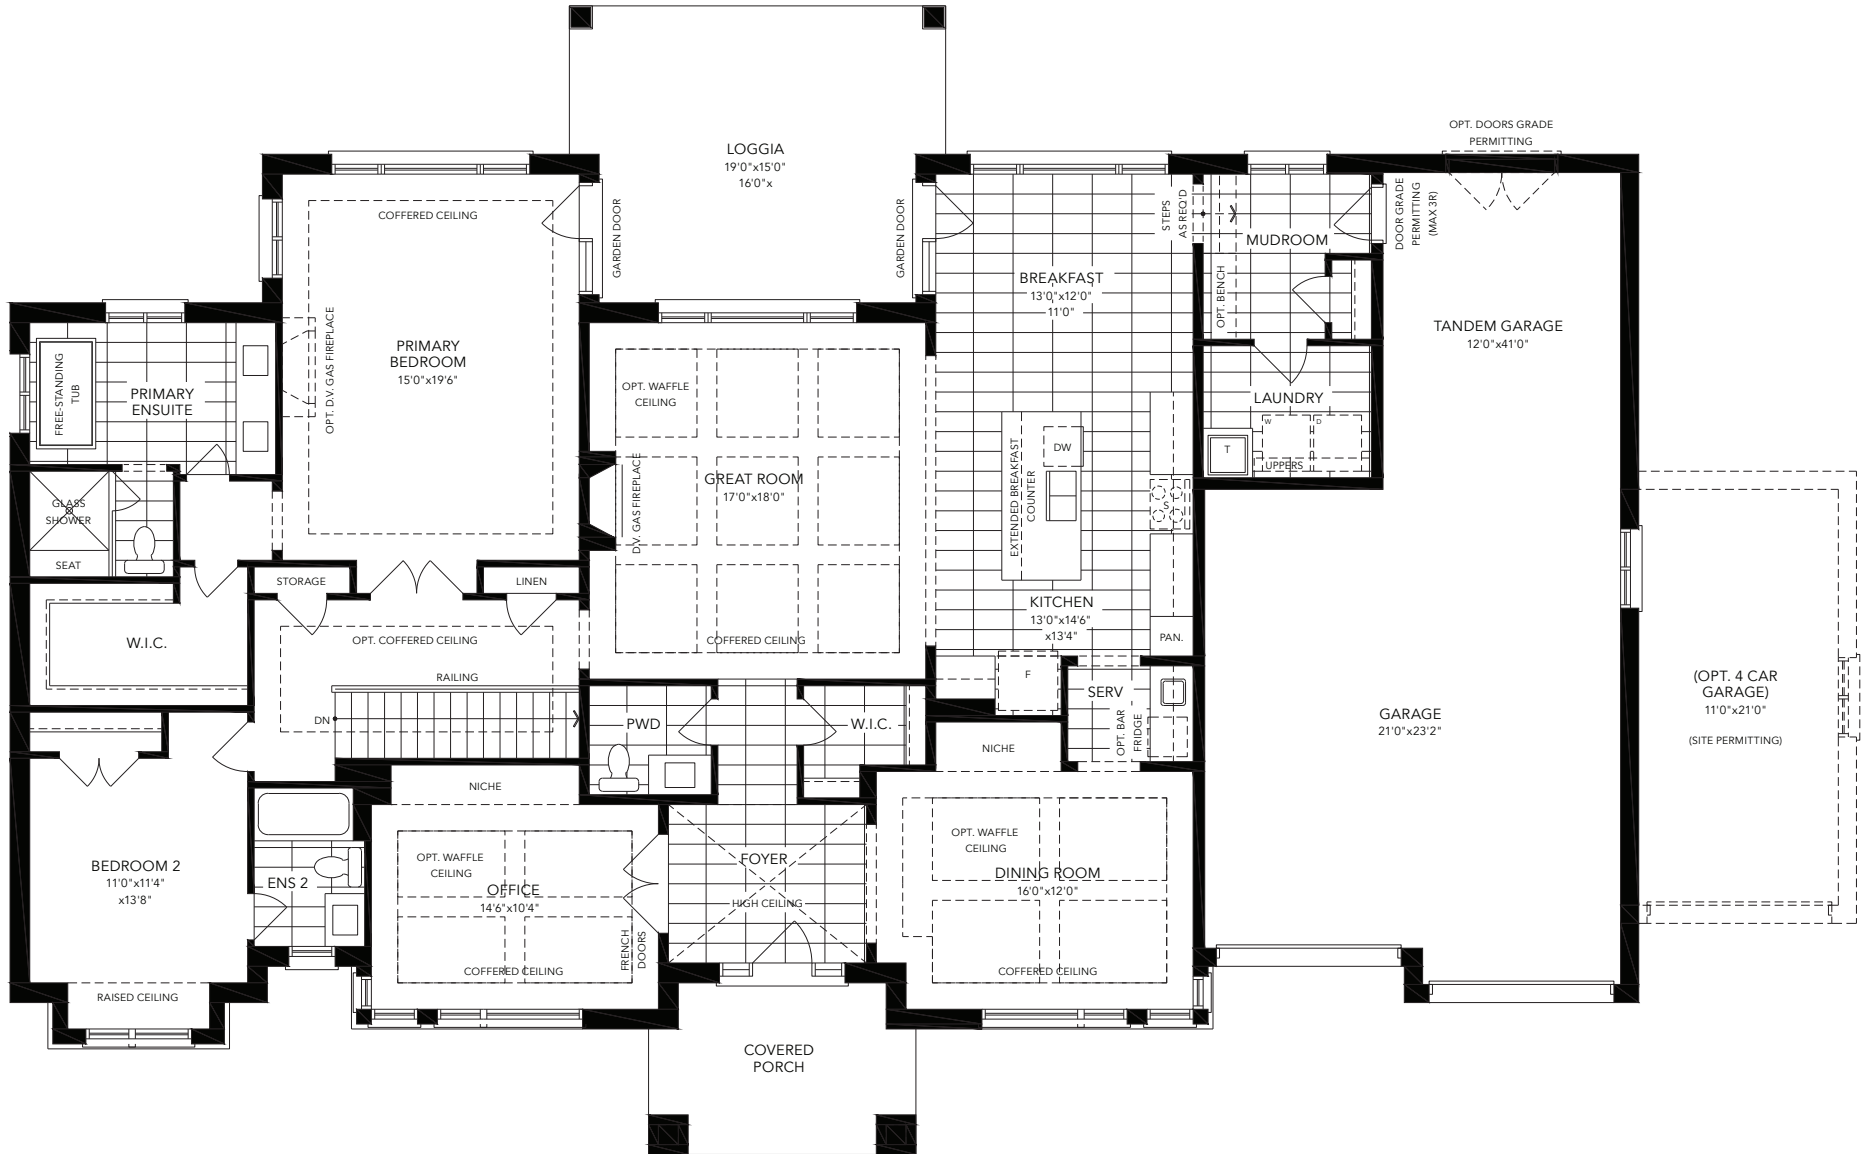 OPT. DOORS GRADE
PERMITTING
LOGGIA
19'0"x15'0"
16'0"x
COFFERED CEILING
GARDEN DOOR
GARDEN DOOR
STEPS
AS REQ'D
MUDROOM
DOOR GRADE
PERMITTING
(MAX 3R)
OPT. BENCH
BREAKFAST
13'0"x12'0"
11'0"
TANDEM GARAGE
12'0"x41'0"
OPT. D.V. GAS FIREPLACE
PRIMARY
BEDROOM
15'0"x19'6"
FREE-STANDING
TUB
PRIMARY
ENSUITE
OPT. WAFFLE
CEILING
LAUNDRY
W
D
T
UPPERS
DW
EXTENDED BREAKFAST
COUNTER
D.V. GAS FIREPLACE
GREAT ROOM
17'0"x18'0"
S
GLASS
SHOWER
SEAT
STORAGE
LINEN
KITCHEN
13'0"x14'6"
x13'4"
PAN.
W.I.C.
OPT. COFFERED CEILING
COFFERED CEILING
RAILING
F
SERV
OPT. BAR
FRIDGE
(OPT. 4 CAR
GARAGE)
11'0"x21'0"
(SITE PERMITTING)
DN
PWD
W.I.C.
GARAGE
21'0"x23'2"
NICHE
NICHE
OPT. WAFFLE
CEILING
OPT. WAFFLE
CEILING
BEDROOM 2
11'0"x11'4"
x13'8"
ENS 2
OFFICE
14'6"x10'4"
FOYER
HIGH CEILING
DINING ROOM
16'0"x12'0"
FRENCH
DOORS
COFFERED CEILING
COFFERED CEILING
RAISED CEILING
COVERED
PORCH